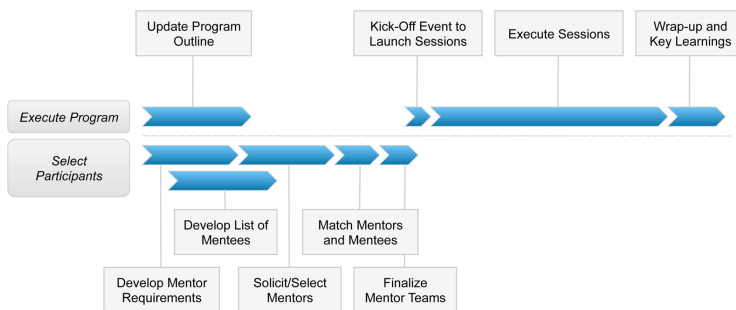 Update Program
Outline
Kick-Off Event to
Launch Sessions
Execute Sessions
Wrap-up and
Key Learnings
Execute Program
Select
Participants
Develop List of
Mentees
Match Mentors
and Mentees
Develop Mentor
Requirements
Solicit/Select
Mentors
Finalize
Mentor Teams